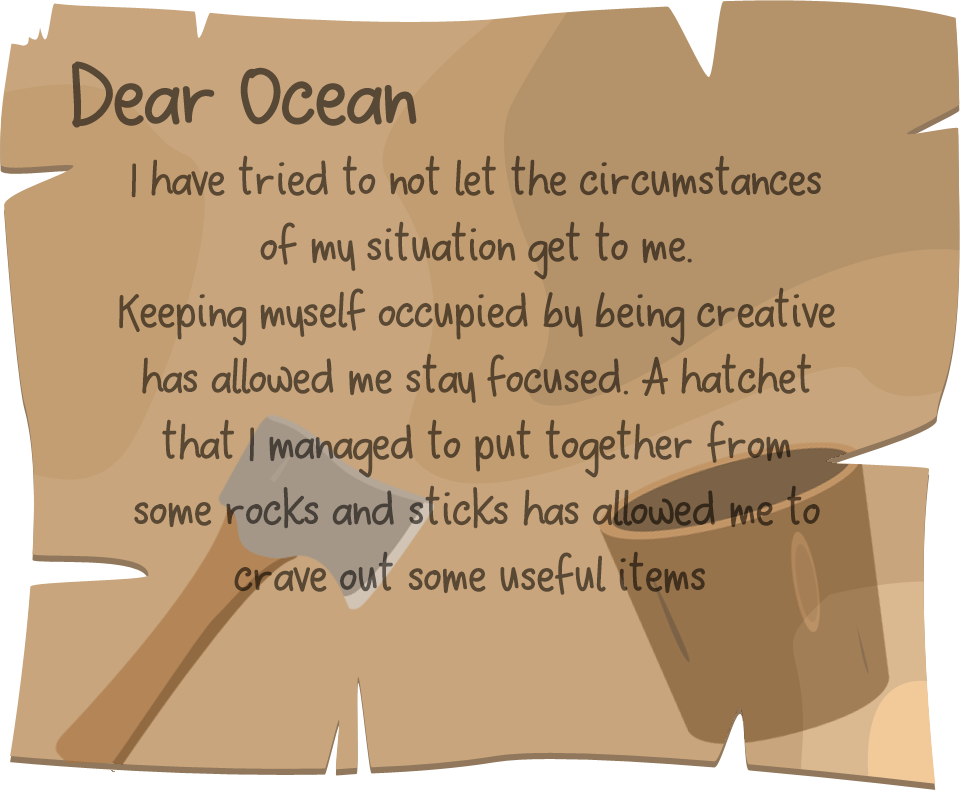 Dear Ocean
I have tried to not let the circumstances
of my situation get to me.
Keeping myself occupied by being creative
has allowed me stay focused. A hatchet
that I managed to put together from
some rocks and sticks has allowed me to
crave out some useful items